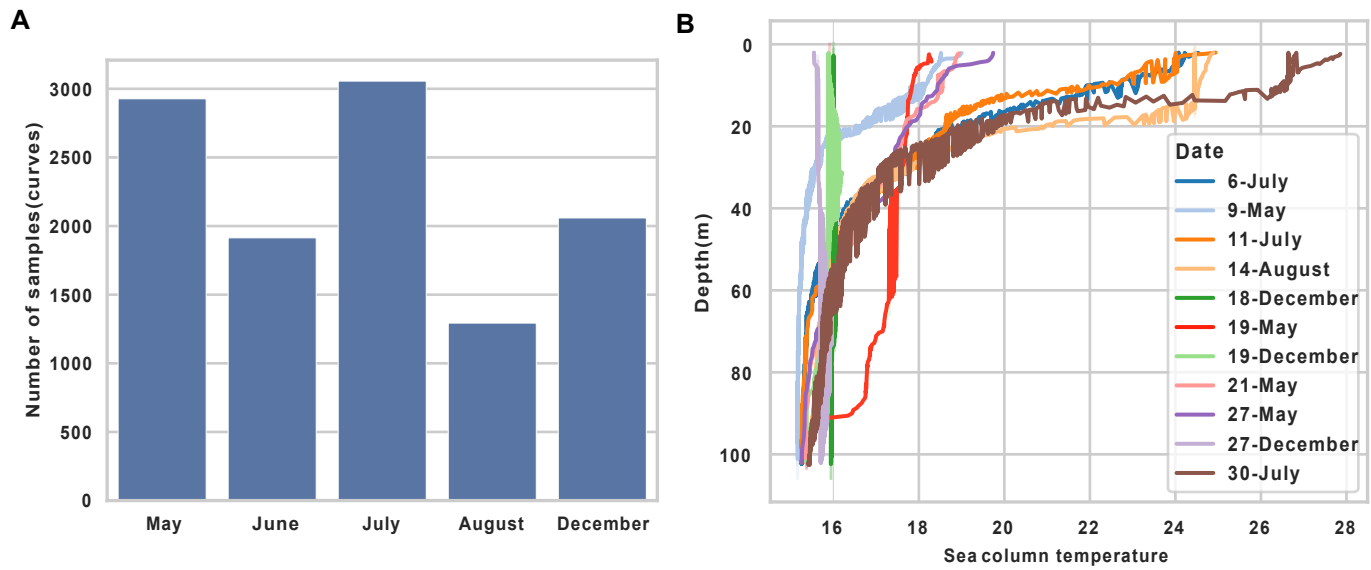 A
Number of samples(curves)
3000
2500
2000
1500
1000
500
0
May June July August December
B
Depth(m)
0
20
40
60
80
100
16 18 20 22 24 26 28
Sea column temperature
Date
6-July
9-May
11-July
14-August
18-December
19-May
19-December
21-May
27-May
27-December
30-July